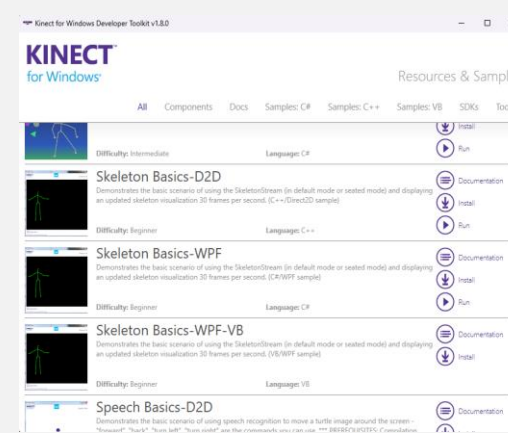 Kinect for Windows Developer Toolkit v1.8.0
KINECT™
for Windows®
Resources & Sampl
All Components Docs Samples: C# Samples: C++ Samples: VB SDKs Too
Install
Difficulty: Intermediate Language: C# Run
Skeleton Basics-D2D
Documentation
Demonstrates the basic scenario of using the SkeletonStream (in default mode or seated mode) and displaying
an updated skeleton visualization 30 frames per second. (C++/Direct2D sample)
Install
Difficulty: Beginner Language: C++ Run
Skeleton Basics-WPF
Documentation
Demonstrates the basic scenario of using the SkeletonStream (in default mode or seated mode) and displaying
an updated skeleton visualization 30 frames per second. (C#/WPF sample)
Install
Difficulty: Beginner Language: C# Run
Skeleton Basics-WPF-VB
Documentation
Demonstrates the basic scenario of using the SkeletonStream (in default mode or seated mode) and displaying
an updated skeleton visualization 30 frames per second. (VB/WPF sample)
Install
Difficulty: Beginner Language: VB
Speech Basics-D2D
Documentation
Demonstrates the basic scenario of using speech recognition to move a turtle image around the screen -
"forward", "back", "turn left", "turn right" are the commands you can use. *** PREREQUISITES: Compilation